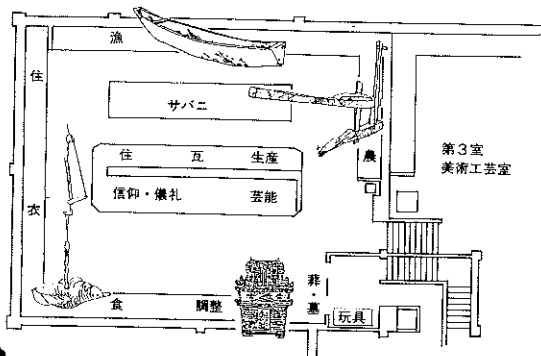 漁
住
衣
サバニ
住 瓦 生産
信仰・儀礼 芸能
農
第3室
美術工芸室
食 調整
葬・墓
玩具